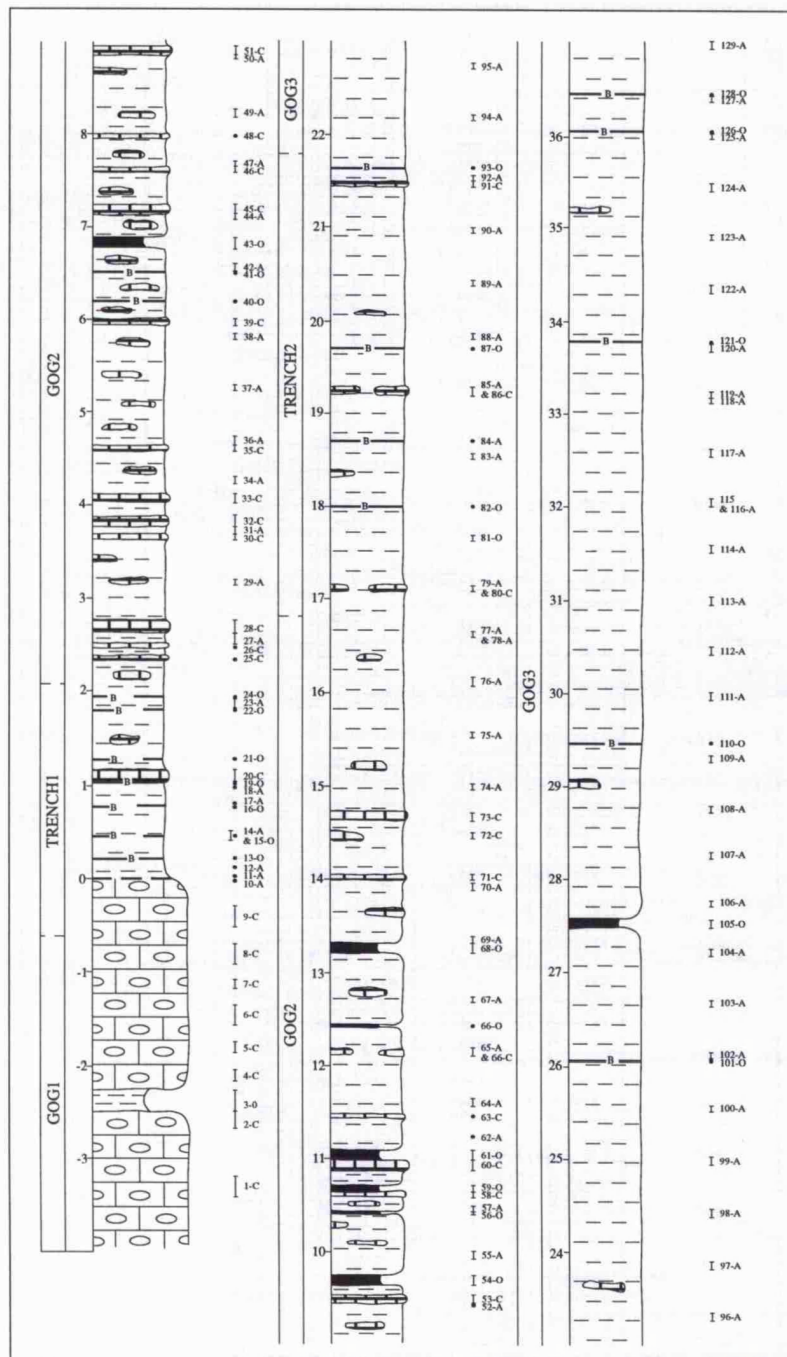 GOG2
TRENCH1
GOG1
8
7
6
5
4
3
2
1
0
-1
-2
-3
B
B
B
B
B
B
B
B
B
51-C
50-A
49-A
48-C
47-A
46-C
45-C
44-A
43-O
42-A
41-O
40-O
39-C
38-A
37-A
36-A
35-C
34-A
33-C
32-C
31-A
30-C
29-A
28-C
27-A
26-C
25-C
24-O
23-A
22-O
21-O
20-C
19-O
18-A
17-A
16-O
14-A
& 15-O
13-O
12-A
11-A
10-A
9-C
8-C
7-C
6-C
5-C
4-C
3-0
2-C
1-C
GOG3
TRENCH2
GOG2
22
21
20
19
18
17
16
15
14
13
12
11
10
B
B
B
B
95-A
94-A
93-O
92-A
91-C
90-A
89-A
88-A
87-O
85-A
& 86-C
84-A
83-A
82-O
81-O
79-A
& 80-C
77-A
& 78-A
76-A
75-A
74-A
73-C
72-C
71-C
70-A
69-A
68-O
67-A
66-O
65-A
& 66-C
64-A
63-C
62-A
61-O
60-C
59-O
58-C
57-A
56-O
55-A
54-O
53-C
52-A
GOG3
36
35
34
33
32
31
30
29
28
27
26
25
24
B
B
B
B
B
129-A
128-O
127-A
126-O
125-A
124-A
123-A
122-A
121-O
120-A
119-A
118-A
117-A
115
& 116-A
114-A
113-A
112-A
111-A
110-O
109-A
108-A
107-A
106-A
105-O
104-A
103-A
102-A
101-O
100-A
99-A
98-A
97-A
96-A